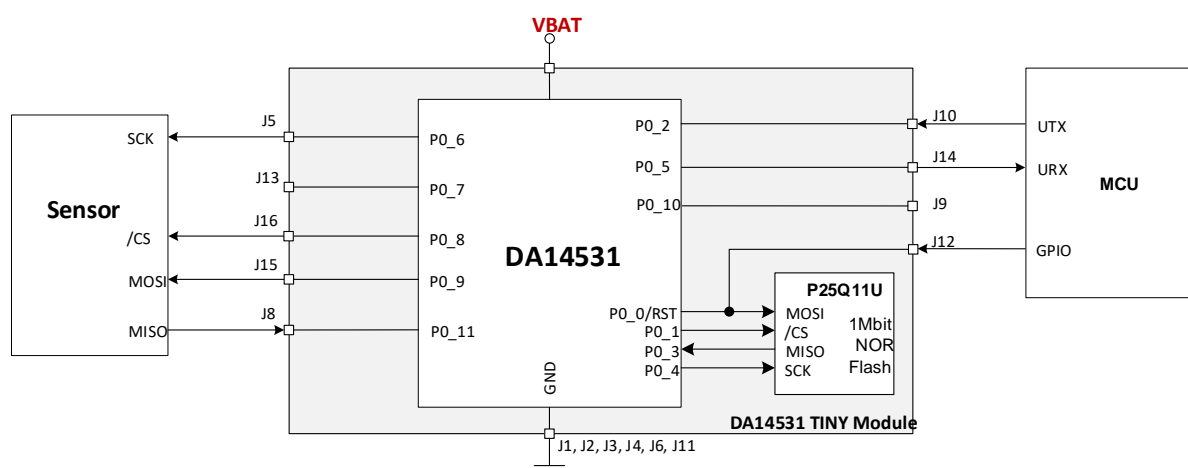 VBAT
Sensor
SCK
/CS
MOSI
MISO
J5
J13
J16
J15
J8
P0_6
P0_7
P0_8
P0_9
P0_11
DA14531
GND
P0_2
P0_5
P0_10
P0_0/RST
P0_1
P0_3
P0_4
P25Q11U
MOSI
/CS
MISO
SCK
1Mbit
NOR
Flash
DA14531 TINY Module
J1, J2, J3, J4, J6, J11
J10
J14
J9
J12
UTX
URX
GPIO
MCU